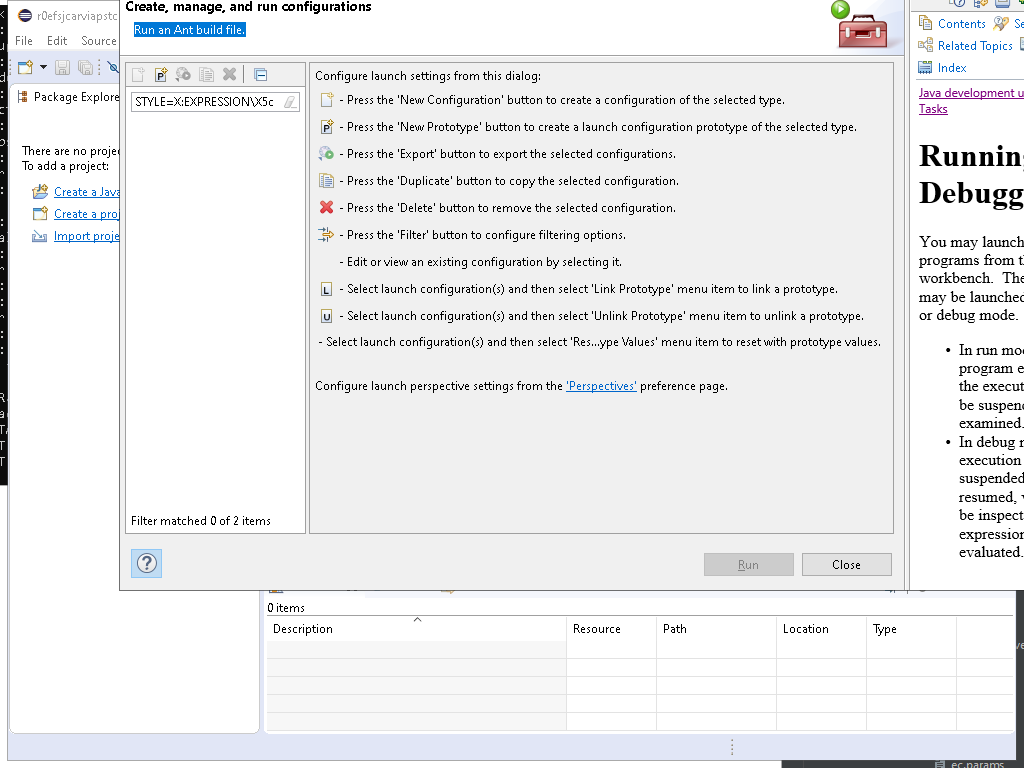 Create, manage, and run configurations
Run an Ant build file.
r0efsjcarviapstc
File Edit Source
Package Explore
There are no projec
To add a project:
Create a Java
Create a proj
Import proje
STYLE=X:EXPRESSION\X5c
Filter matched 0 of 2 items
Configure launch settings from this dialog:
- Press the 'New Configuration' button to create a configuration of the selected type.
- Press the 'New Prototype' button to create a launch configuration prototype of the selected type.
- Press the 'Export' button to export the selected configurations.
- Press the 'Duplicate' button to copy the selected configuration.
- Press the 'Delete' button to remove the selected configuration.
- Press the 'Filter' button to configure filtering options.
- Edit or view an existing configuration by selecting it.
- Select launch configuration(s) and then select 'Link Prototype' menu item to link a prototype.
- Select launch configuration(s) and then select 'Unlink Prototype' menu item to unlink a prototype.
- Select launch configuration(s) and then select 'Res...ype Values' menu item to reset with prototype values.
Configure launch perspective settings from the 'Perspectives' preference page.
Run Close
Contents Se
Related Topics
Index
Java development u
Tasks
Running
Debugg
You may launch
programs from th
workbench. The
may be launched
or debug mode.
• In run mod
program e
the execut
be suspend
examined.
• In debug m
execution
suspended
resumed, v
be inspect
expression
evaluated.
0 items
Description Resource Path Location Type
ec.params